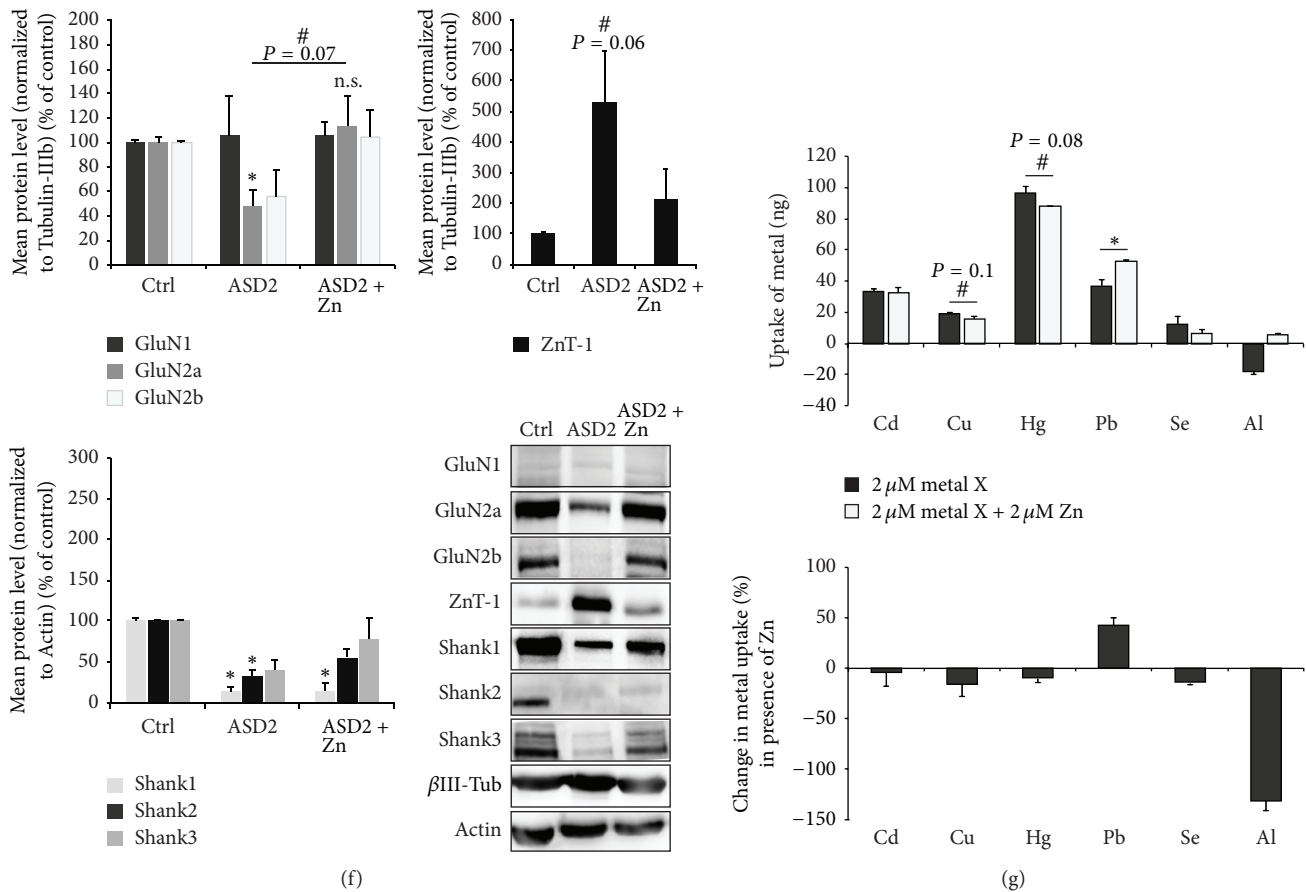 Mean protein level (normalized
to Tubulin-IIIb) (% of control)
200
180
160
140
120
100
80
60
40
20
0
#
P = 0.07
n.s.
*
Ctrl
ASD2
ASD2 +
Zn
GluN1
GluN2a
GluN2b
Mean protein level (normalized
to Tubulin-IIIb) (% of control)
800
700
600
500
400
300
200
100
0
#
P = 0.06
Ctrl
ASD2
ASD2 +
Zn
ZnT-1
Mean protein level (normalized
to Actin) (% of control)
300
250
200
150
100
50
0
*
*
*
Ctrl
ASD2
ASD2 +
Zn
Shank1
Shank2
Shank3
Ctrl
ASD2
ASD2 +
Zn
GluN1
GluN2a
GluN2b
ZnT-1
Shank1
Shank2
Shank3
βIII-Tub
Actin
(f)
Uptake of metal (ng)
120
100
80
60
40
20
0
−20
−40
P = 0.1
#
P = 0.08
#
*
Cd
Cu
Hg
Pb
Se
Al
2 μM metal X
2 μM metal X + 2 μM Zn
Change in metal uptake (%)
in presence of Zn
100
50
0
−50
−100
−150
Cd
Cu
Hg
Pb
Se
Al
(g)